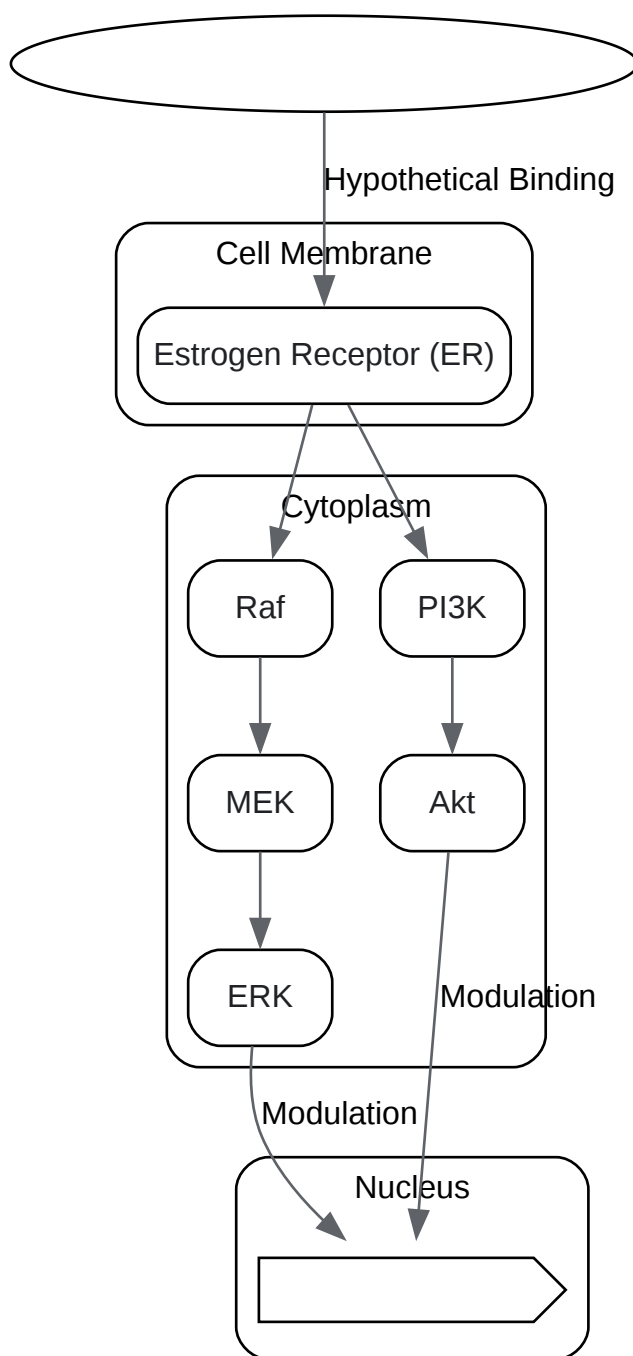 Hypothetical Binding
Cell Membrane
Estrogen Receptor (ER)
Cytoplasm
Raf
PI3K
MEK
Akt
ERK
Modulation
Modulation
Nucleus